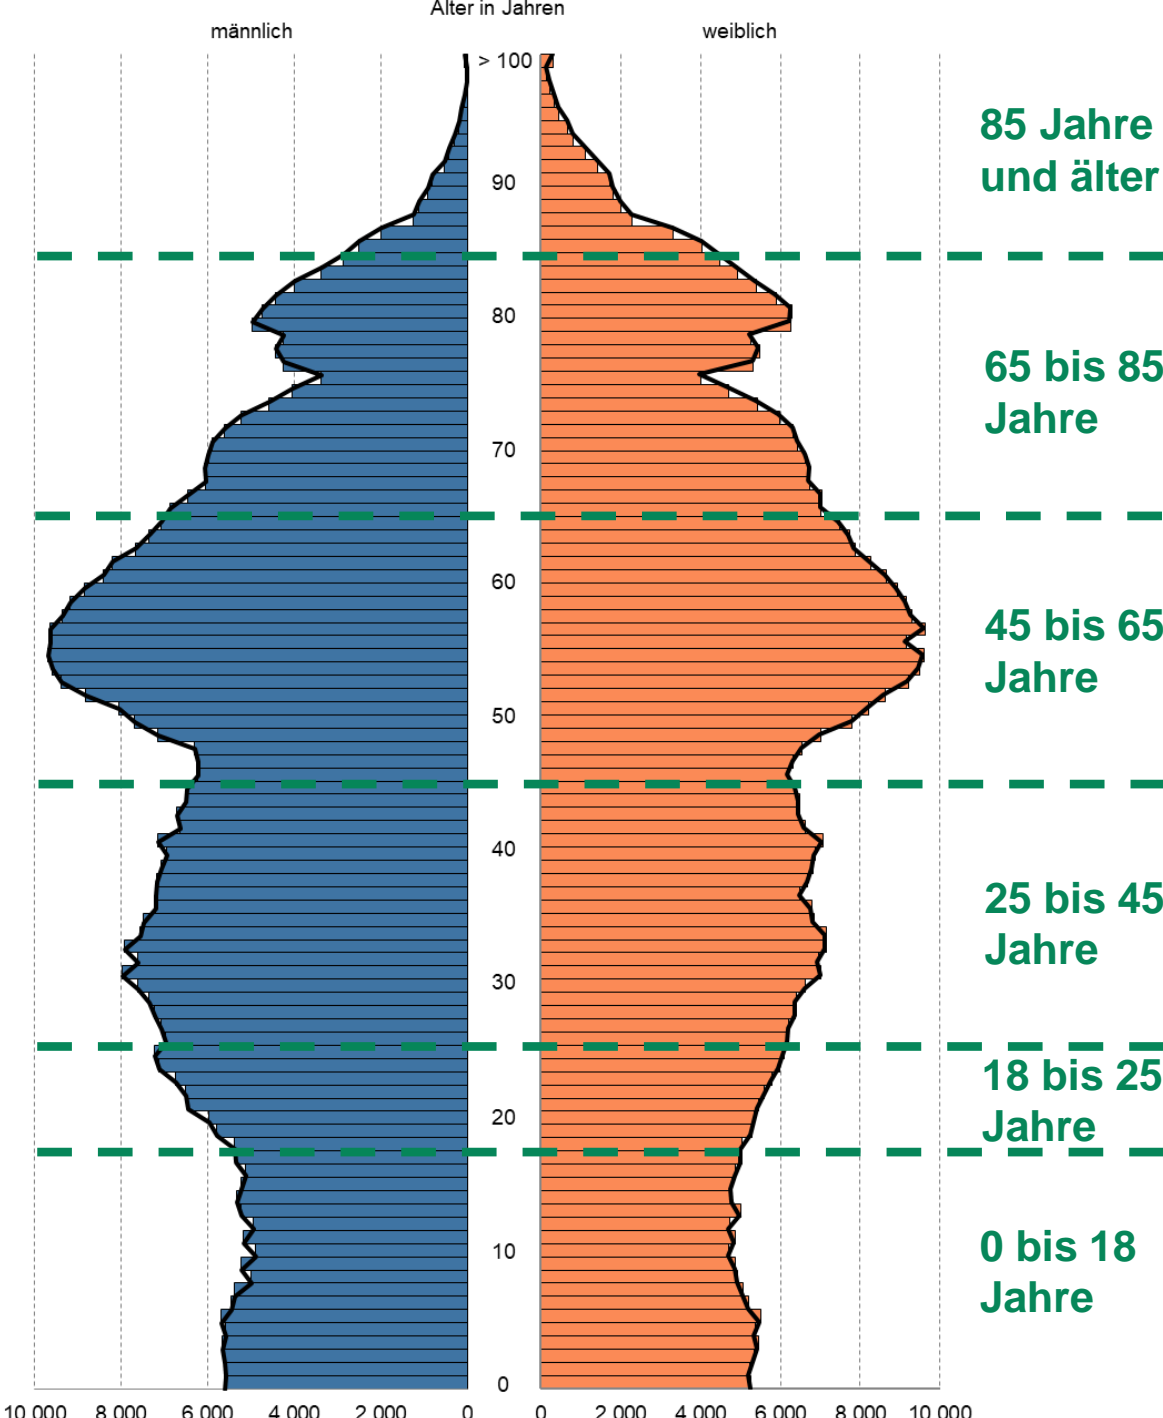 Alter in Jahren
männlich
weiblich
> 100
85 Jahre
und älter
90
80
65 bis 85
Jahre
70
60
45 bis 65
Jahre
50
40
25 bis 45
Jahre
30
18 bis 25
Jahre
20
10
0 bis 18
Jahre
0
10 000 8 000 6 000 4 000 2 000 0 0 2 000 4 000 6 000 8 000 10 000